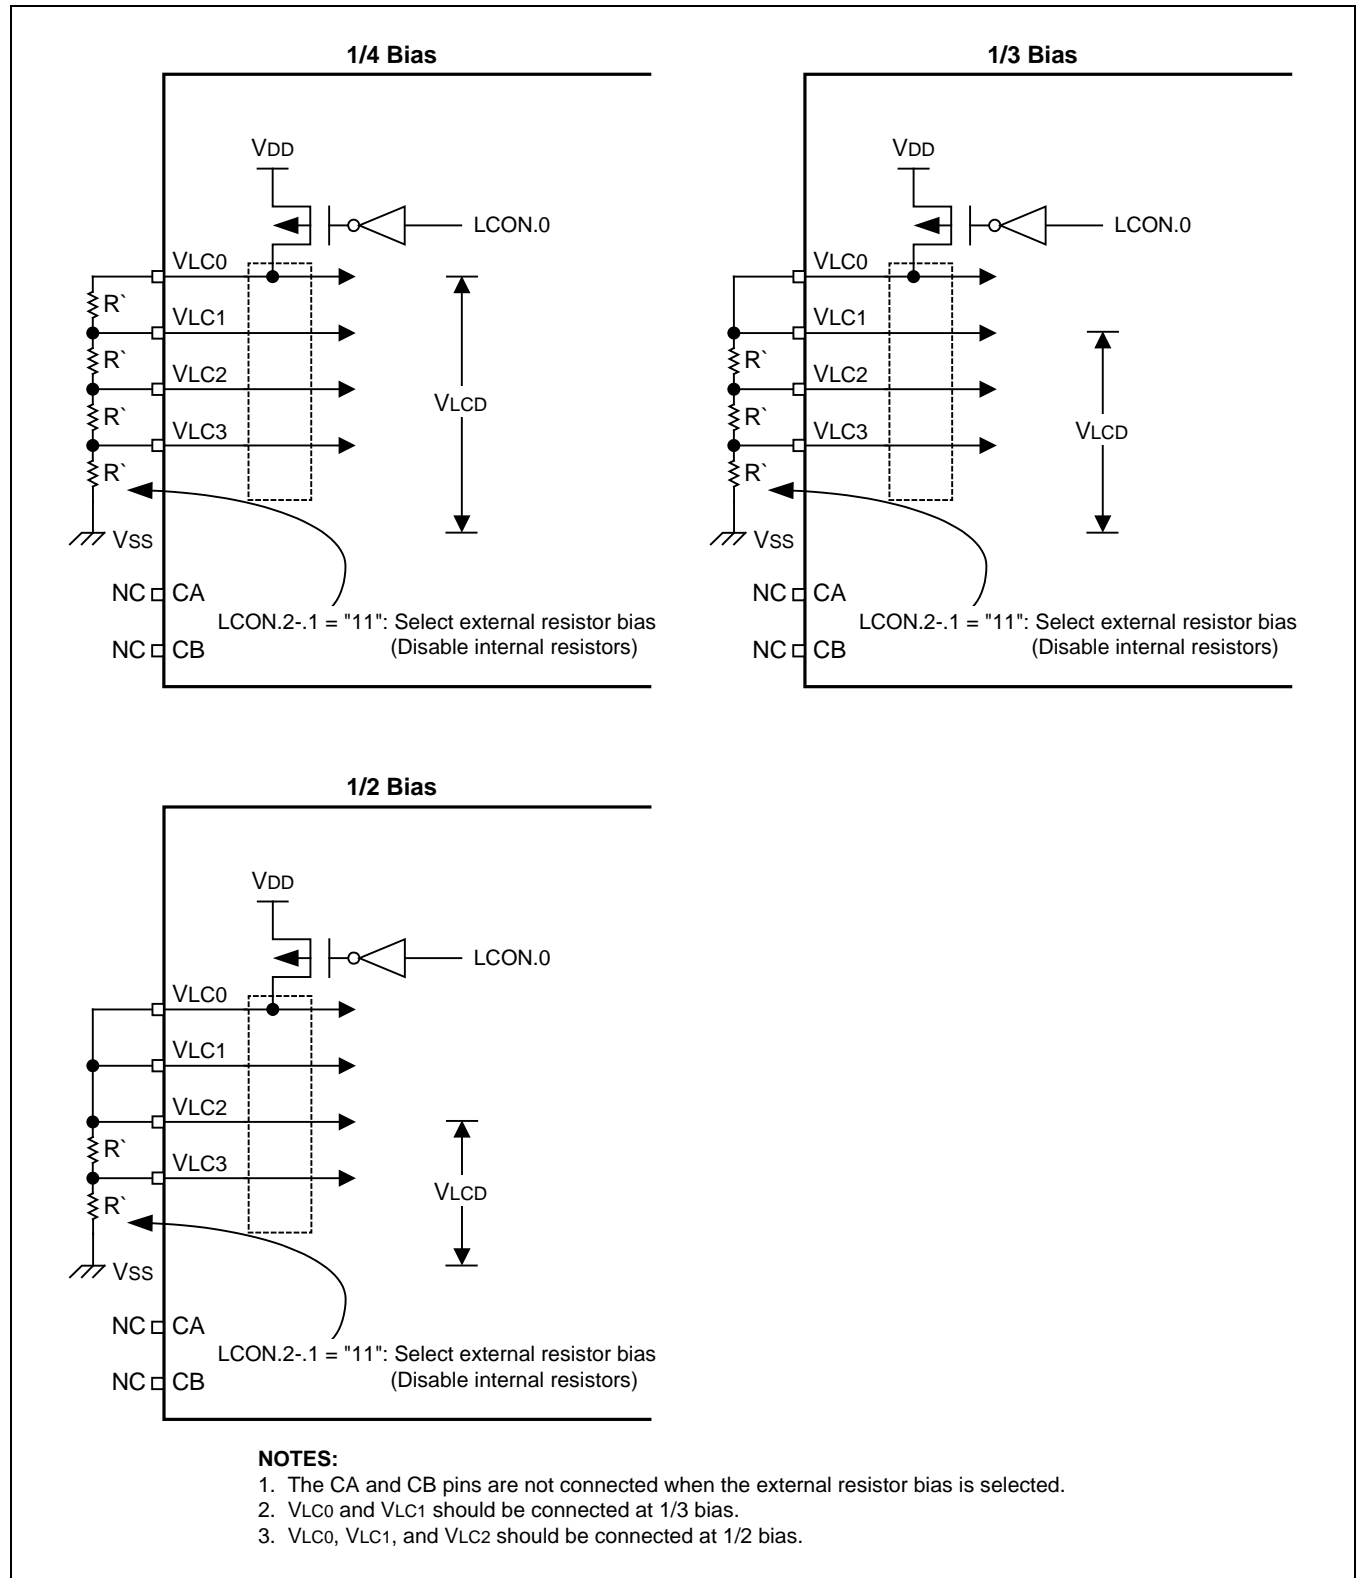 1/4 Bias
VDD
LCON.0
VLC0
R`
VLC1
R`
VLC2
R`
VLC3
R`
VLCD
VSS
NC CA
LCON.2-.1 = "11": Select external resistor bias
(Disable internal resistors)
NC CB
1/3 Bias
VDD
LCON.0
VLC0
VLC1
R`
VLC2
R`
VLC3
R`
VLCD
VSS
NC CA
LCON.2-.1 = "11": Select external resistor bias
(Disable internal resistors)
NC CB
1/2 Bias
VDD
LCON.0
VLC0
VLC1
VLC2
R`
VLC3
R`
VLCD
VSS
NC CA
LCON.2-.1 = "11": Select external resistor bias
(Disable internal resistors)
NC CB
NOTES:
1. The CA and CB pins are not connected when the external resistor bias is selected.
2. VLC0 and VLC1 should be connected at 1/3 bias.
3. VLC0, VLC1, and VLC2 should be connected at 1/2 bias.